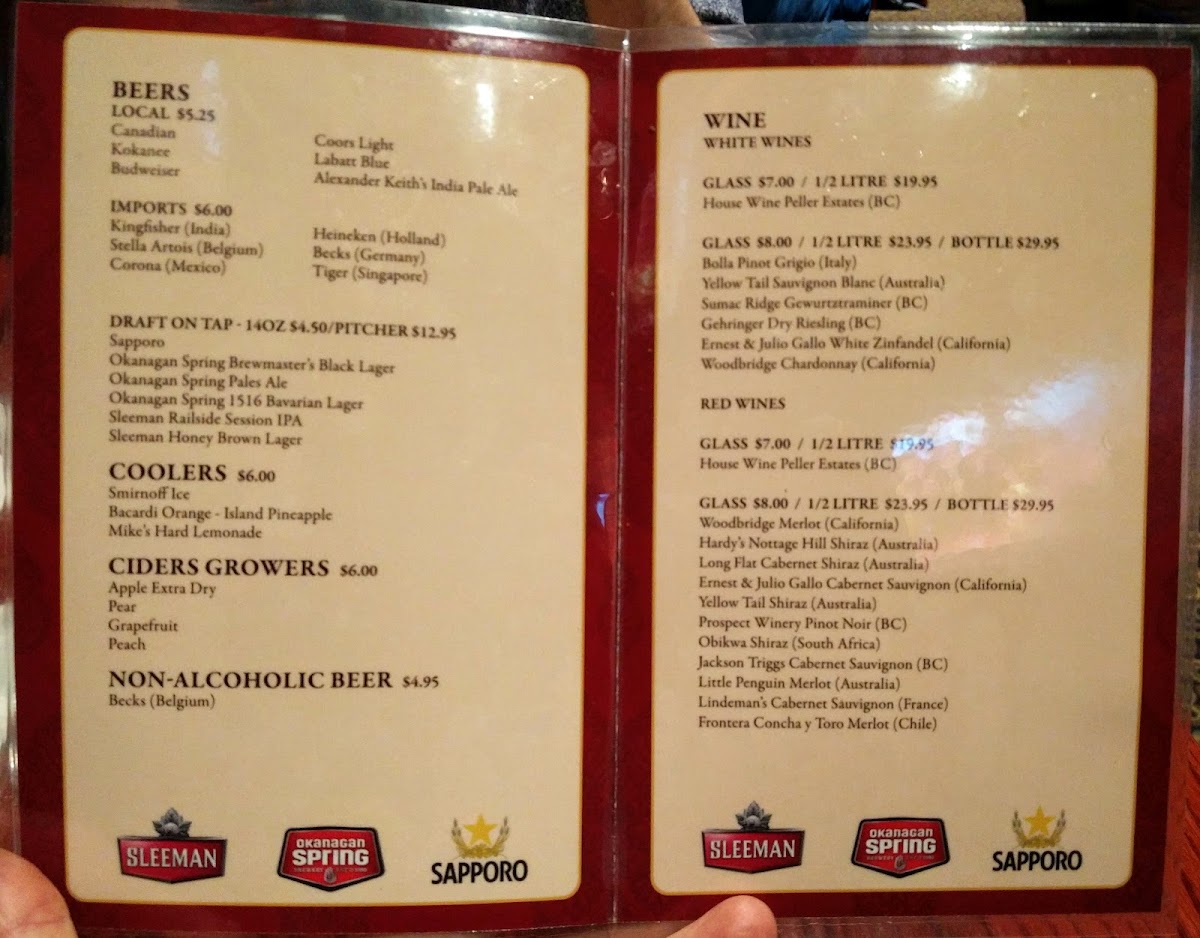 BEERS
LOCAL $5.25
Canadian
Kokanee
Budweiser
Coors Light
Labatt Blue
Alexander Keith's India Pale Ale
IMPORTS $6.00
Kingfisher (India)
Stella Artois (Belgium)
Corona (Mexico)
Heineken (Holland)
Becks (Germany)
Tiger (Singapore)
DRAFT ON TAP - 14OZ $4.50/PITCHER $12.95
Sapporo
Okanagan Spring Brewmaster's Black Lager
Okanagan Spring Pales Ale
Okanagan Spring 1516 Bavarian Lager
Sleeman Railside Session IPA
Sleeman Honey Brown Lager
COOLERS $6.00
Smirnoff Ice
Bacardi Orange - Island Pineapple
Mike's Hard Lemonade
CIDERS GROWERS $6.00
Apple Extra Dry
Pear
Grapefruit
Peach
NON-ALCOHOLIC BEER $4.95
Becks (Belgium)
SLEEMAN
OKANAGAN
SPRING
SAPPORO
WINE
WHITE WINES
GLASS $7.00 / 1/2 LITRE $19.95
House Wine Peller Estates (BC)
GLASS $8.00 / 1/2 LITRE $23.95 / BOTTLE $29.95
Bolla Pinot Grigio (Italy)
Yellow Tail Sauvignon Blanc (Australia)
Sumac Ridge Gewurtztraminer (BC)
Gehringer Dry Riesling (BC)
Ernest & Julio Gallo White Zinfandel (California)
Woodbridge Chardonnay (California)
RED WINES
GLASS $7.00 / 1/2 LITRE $19.95
House Wine Peller Estates (BC)
GLASS $8.00 / 1/2 LITRE $23.95 / BOTTLE $29.95
Woodbridge Merlot (California)
Hardy's Nottage Hill Shiraz (Australia)
Long Flat Cabernet Shiraz (Australia)
Ernest & Julio Gallo Cabernet Sauvignon (California)
Yellow Tail Shiraz (Australia)
Prospect Winery Pinot Noir (BC)
Obikwa Shiraz (South Africa)
Jackson Triggs Cabernet Sauvignon (BC)
Little Penguin Merlot (Australia)
Lindeman's Cabernet Sauvignon (France)
Frontera Concha y Toro Merlot (Chile)
SLEEMAN
OKANAGAN
SPRING
SAPPORO